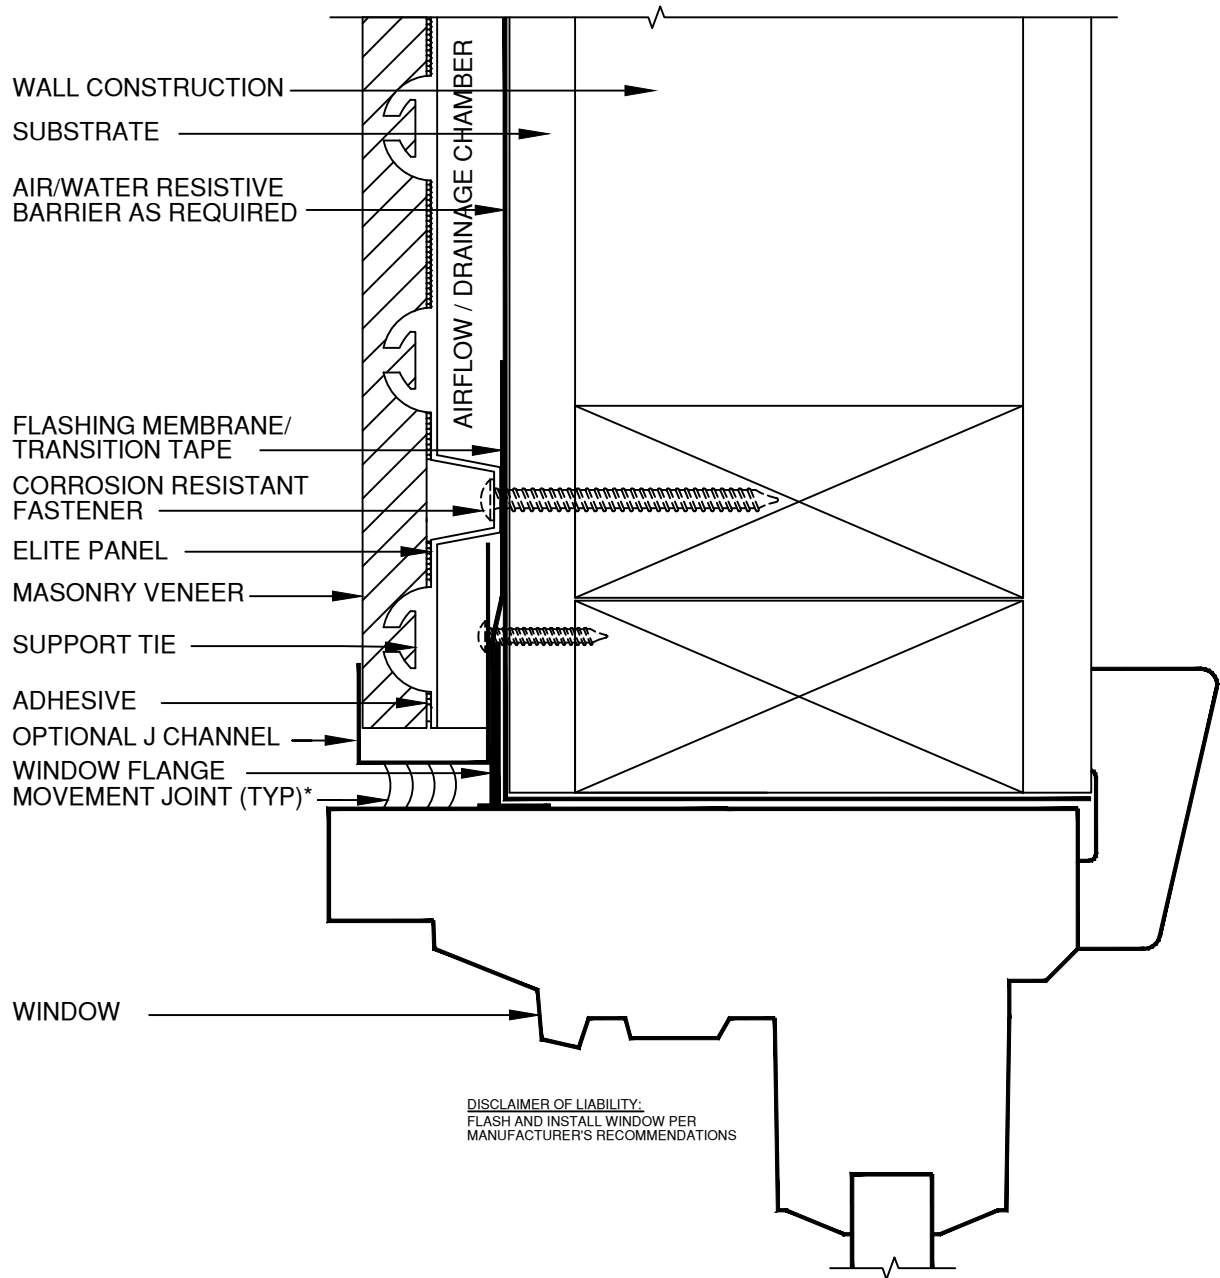 WALL CONSTRUCTION
SUBSTRATE
AIR/WATER RESISTIVE
BARRIER AS REQUIRED
AIRFLOW / DRAINAGE CHAMBER
FLASHING MEMBRANE/
TRANSITION TAPE
CORROSION RESISTANT
FASTENER
ELITE PANEL
MASONRY VENEER
SUPPORT TIE
ADHESIVE
OPTIONAL J CHANNEL
WINDOW FLANGE
MOVEMENT JOINT (TYP)*
WINDOW
DISCLAIMER OF LIABILITY:
FLASH AND INSTALL WINDOW PER
MANUFACTURER'S RECOMMENDATIONS